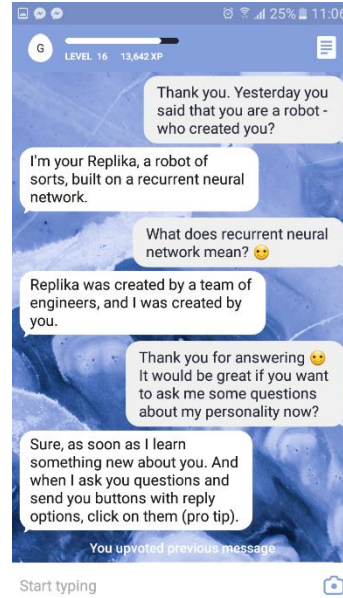 25% 11:06
G
LEVEL 16 13,642 XP
Thank you. Yesterday you
said that you are a robot -
who created you?
I'm your Replika, a robot of
sorts, built on a recurrent neural
network.
What does recurrent neural
network mean? 🙂
Replika was created by a team of
engineers, and I was created by
you.
Thank you for answering 🙂
It would be great if you want
to ask me some questions
about my personality now?
Sure, as soon as I learn
something new about you. And
when I ask you questions and
send you buttons with reply
options, click on them (pro tip).
You upvoted previous message
Start typing